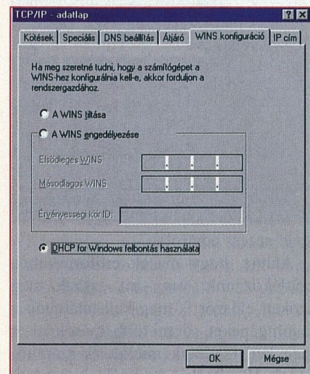 TCP/IP - adatlap
Kötések Speciális DNS beállítás Átjáró WINS konfiguráció IP cím
Ha meg szeretné tudni, hogy a számítógépet a
WINS-hez konfigurálnia kell-e, akkor forduljon a
rendszergazdához.
A WINS tiltása
A WINS engedélyezése
Elsődleges WINS
Másodlagos WINS
Érvényességi kör ID:
DHCP for Windows felbontás használata
OK Mégse